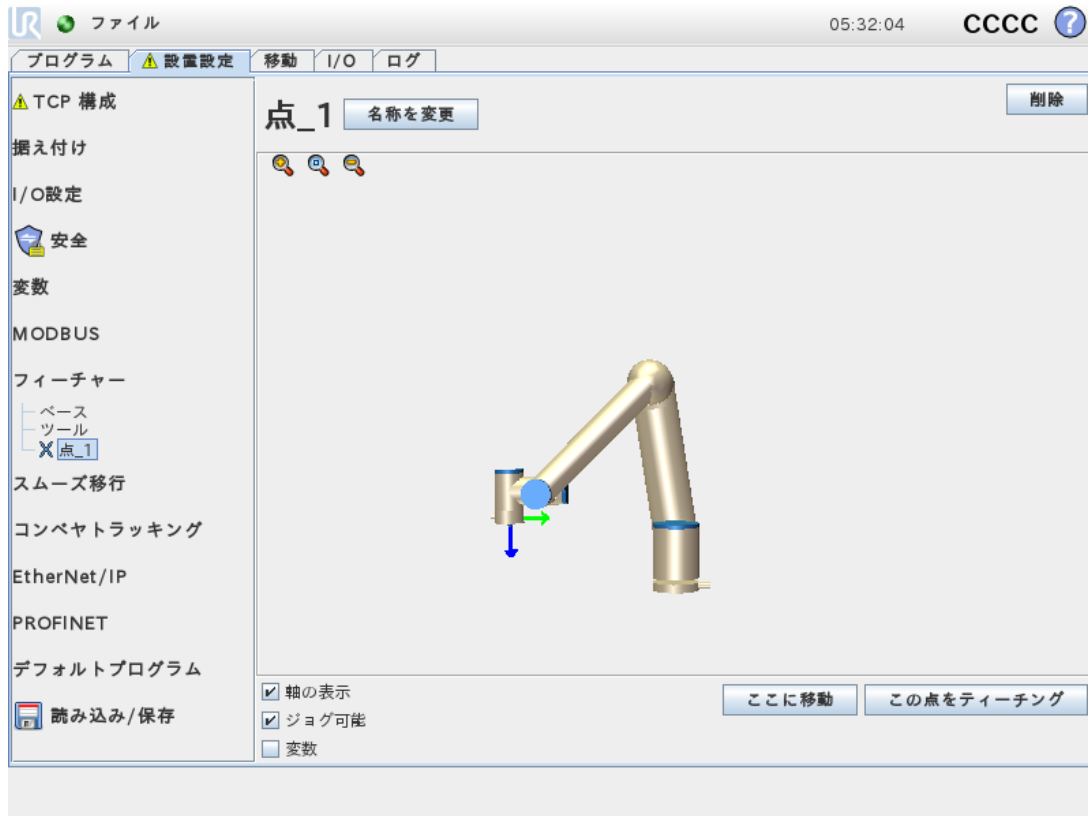 UR ファイル 05:32:04 CCCC ?
プログラム 設置設定 移動 I/O ログ
TCP 構成
据え付け
I/O設定
安全
変数
MODBUS
フィーチャー
ベース
ツール
点_1
スムーズ移行
コンベヤトラッキング
EtherNet/IP
PROFINET
デフォルトプログラム
読み込み/保存
点_1 名称を変更 削除
軸の表示
ジョグ可能
変数
ここに移動 この点をティーチング